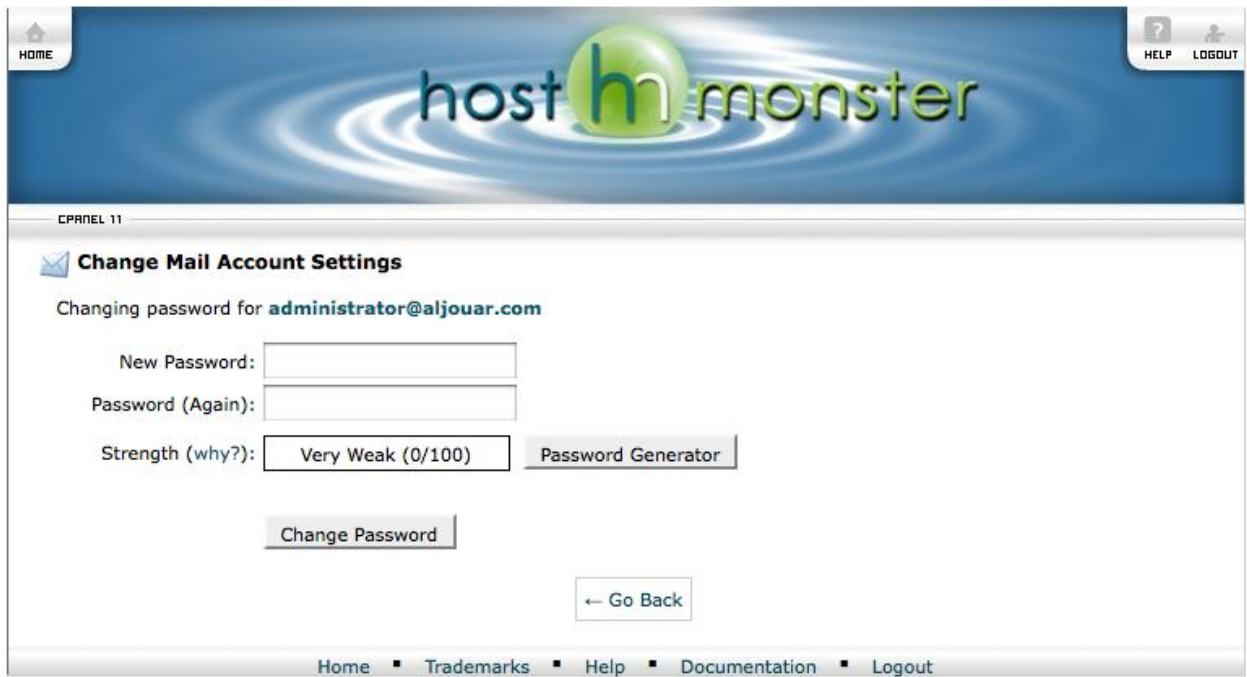 HOME
HELP LOGOUT
host hm monster
CPANEL 11
Change Mail Account Settings
Changing password for administrator@aljouar.com
New Password:
Password (Again):
Strength (why?): Very Weak (0/100) Password Generator
Change Password
← Go Back
Home ▪ Trademarks ▪ Help ▪ Documentation ▪ Logout